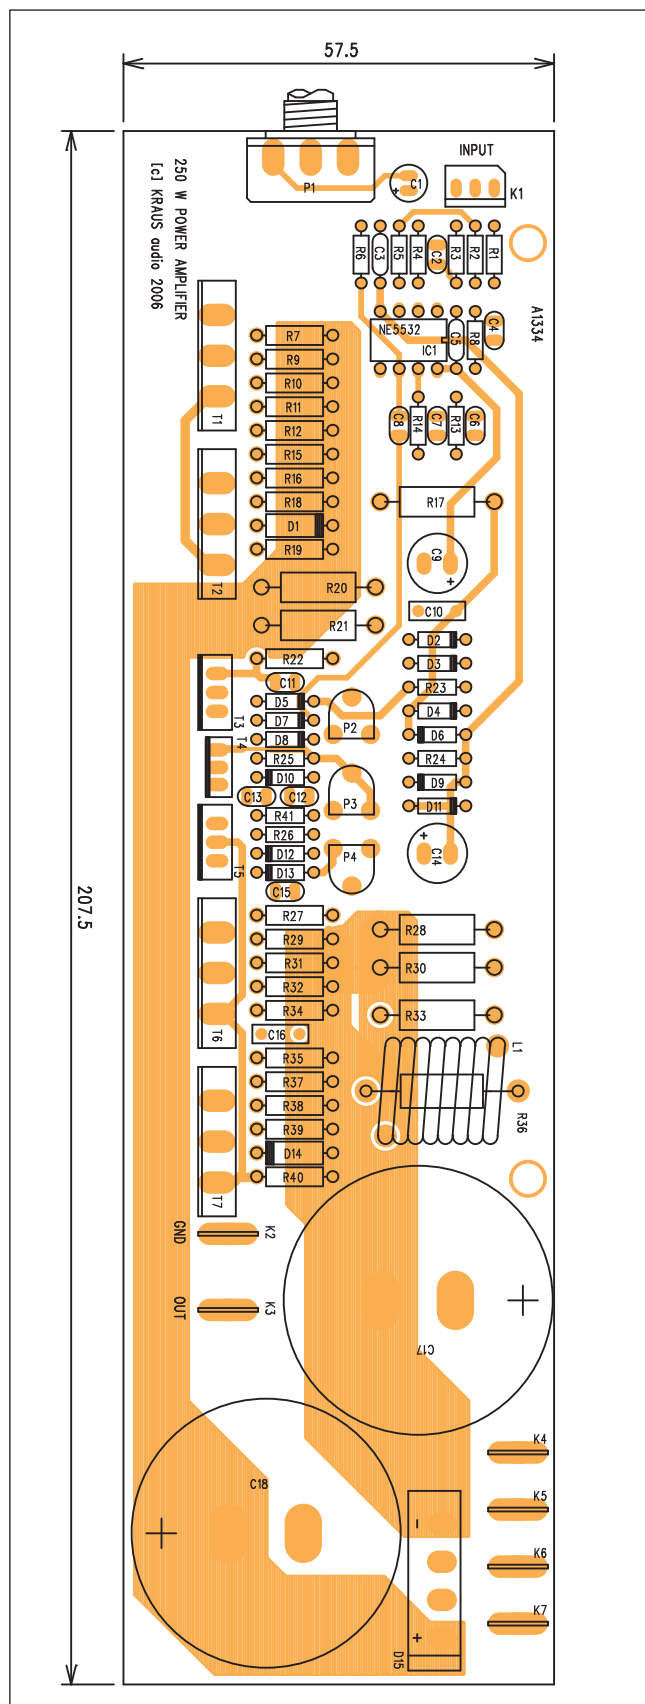 57.5
207.5
250 W POWER AMPLIFIER
[c] KRAUS audio 2006
P1
+
C1
INPUT
K1
R6
C3
R5
R4
C2
R3
R2
R1
A1334
NE5532
IC1
C5
R8
C4
C8
R14
C7
R13
C6
T1
R7
R9
R10
R11
R12
R15
R16
R18
D1
R19
R17
C9
+
T2
R20
R21
C10
R22
D2
D3
R23
D4
D6
R24
D9
D11
C11
T3
D5
D7
D8
R25
D10
C13
C12
P2
T4
P3
R41
R26
D12
D13
C15
T5
P4
+
C14
R27
R29
R31
R32
R34
C16
R28
R30
R33
T6
R35
R37
R38
R39
D14
R40
L1
R36
T7
GND
K2
OUT
K3
+
C17
C18
+
K4
K5
K6
K7
-
+
D15